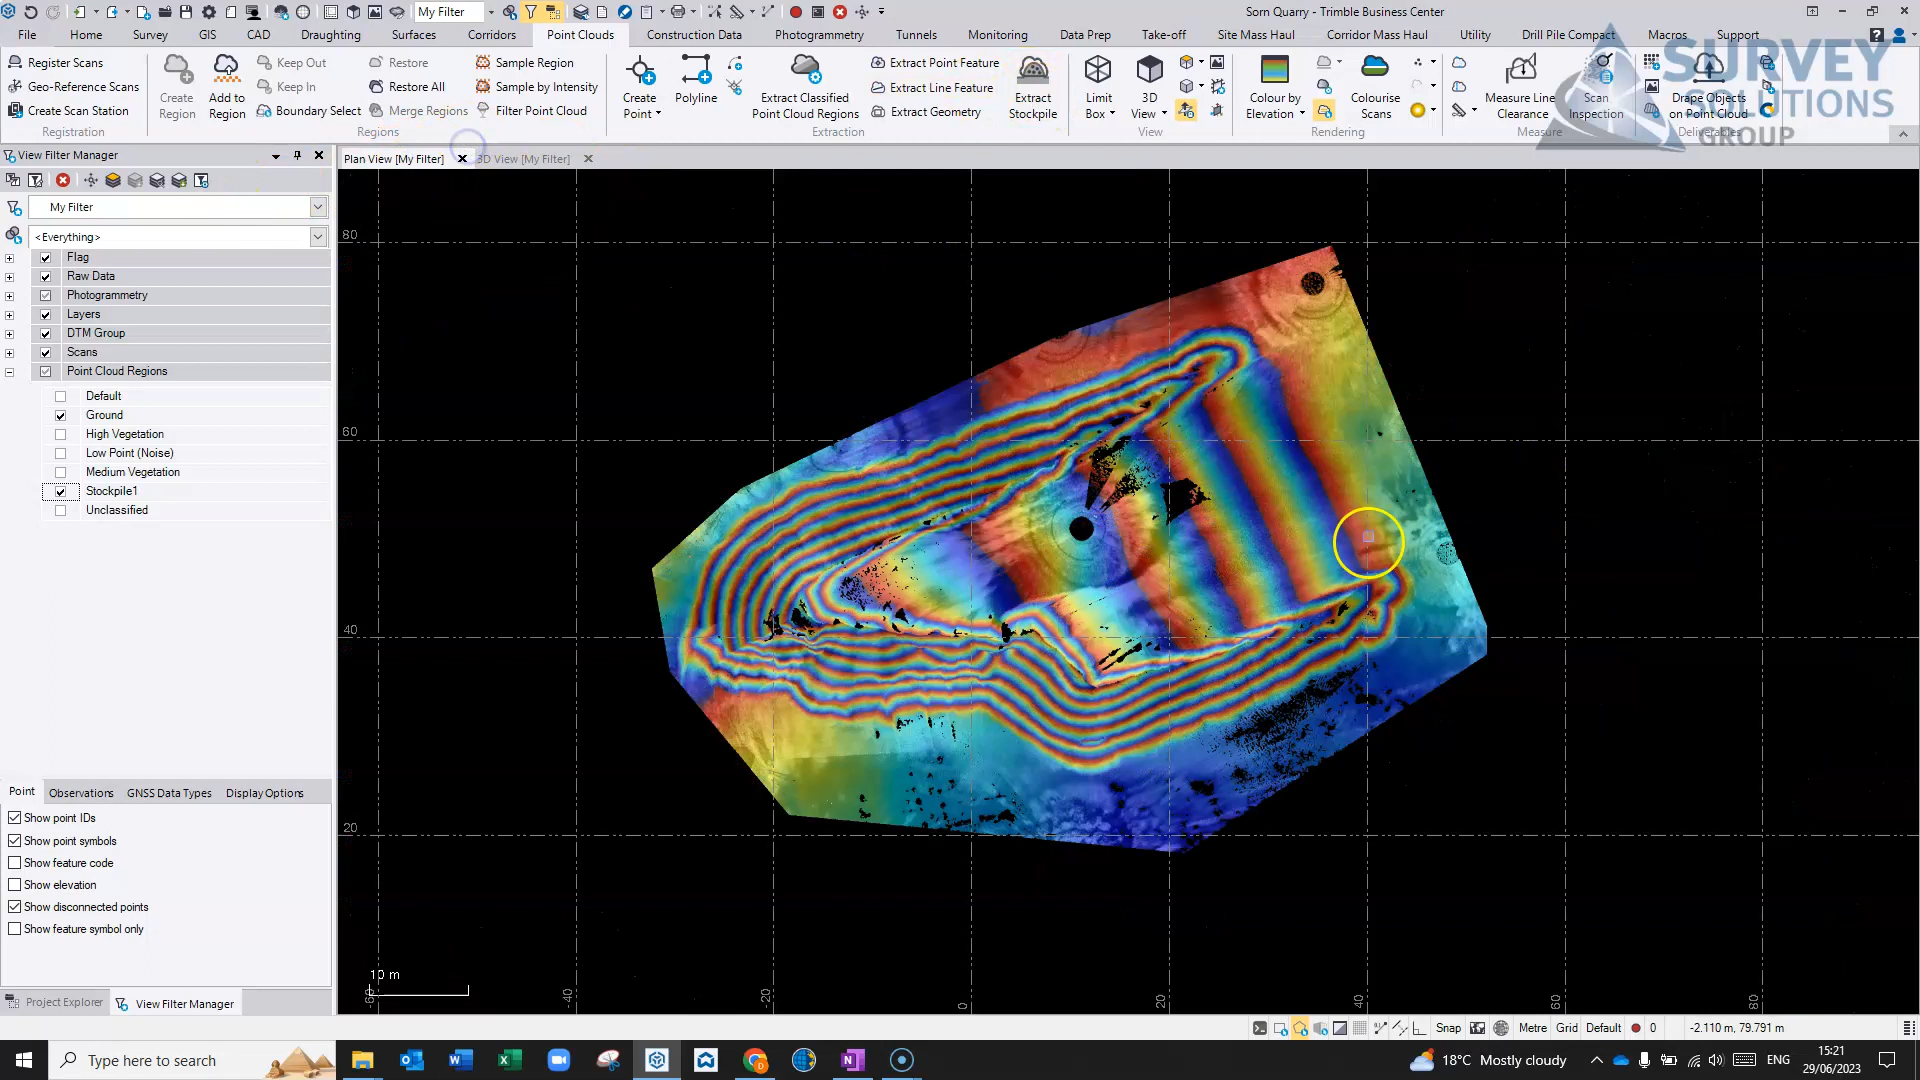 My Filter
Sorn Quarry - Trimble Business Center
File Home Survey GIS CAD Draughting Surfaces Corridors Point Clouds Construction Data Photogrammetry Tunnels Monitoring Data Prep Take-off Site Mass Haul Corridor Mass Haul Utility Drill Pile Compact Macros Support
Register Scans
Geo-Reference Scans
Create Scan Station
Registration
Create
Region
Add to
Region
Keep Out
Keep In
Boundary Select
Restore
Restore All
Merge Regions
Regions
Sample Region
Sample by Intensity
Filter Point Cloud
Create
Point
Polyline
Extract Classified
Point Cloud Regions
Extract Point Feature
Extract Line Feature
Extract Geometry
Extract
Stockpile
Extraction
Limit
Box
3D
View
View
Colour by
Elevation
Colourise
Scans
Rendering
Measure Line
Clearance
Scan
Inspection
Measure
Drape Objects
on Point Cloud
Deliverables
SURVEY
SOLUTIONS
GROUP
View Filter Manager
My Filter
<Everything>
Flag
Raw Data
Photogrammetry
Layers
DTM Group
Scans
Point Cloud Regions
Default
Ground
High Vegetation
Low Point (Noise)
Medium Vegetation
Stockpile1
Unclassified
Point Observations GNSS Data Types Display Options
Show point IDs
Show point symbols
Show feature code
Show elevation
Show disconnected points
Show feature symbol only
Project Explorer View Filter Manager
Plan View [My Filter] 3D View [My Filter]
80
60
40
20
10 m
-60 -40 -20 0 20 40 60 80
Snap Metre Grid Default 0 -2.110 m, 79.791 m
Type here to search
18°C Mostly cloudy
ENG
15:21
29/06/2023